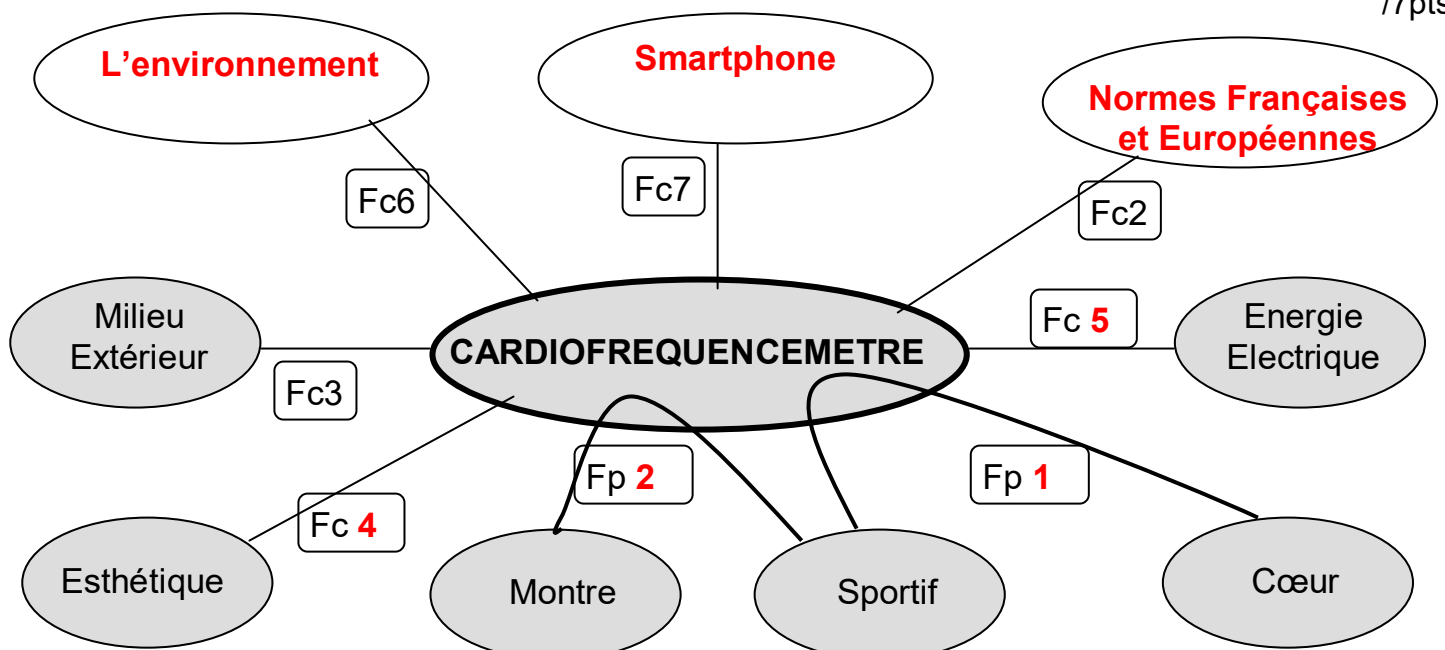 /7pts
L'environnement
Smartphone
Normes Françaises
et Européennes
Fc6
Fc7
Fc2
Milieu
Extérieur
Fc 5
Energie
Electrique
CARDIOFREQUENCEMETRE
Fc3
Fp 2
Fp 1
Fc 4
Esthétique
Montre
Sportif
Cœur